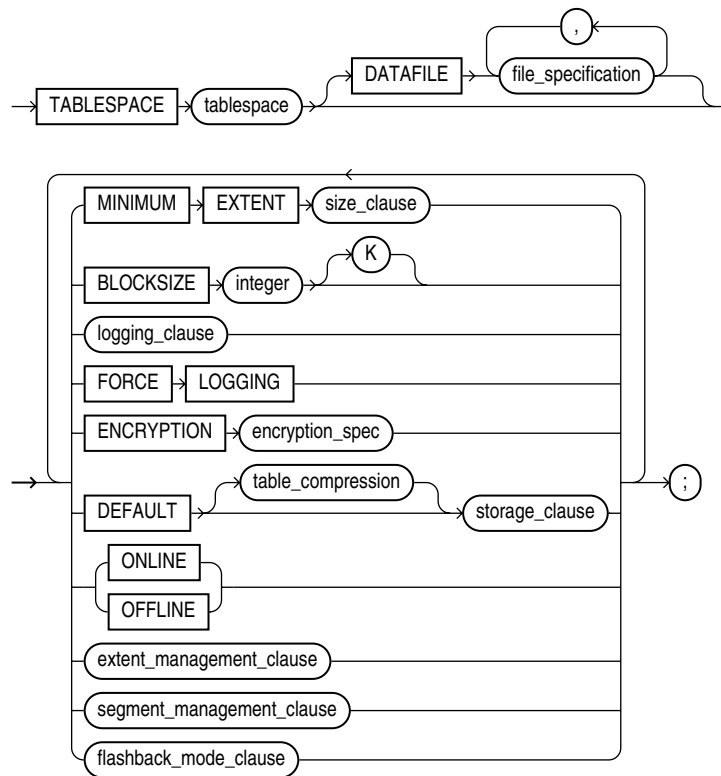 ,
DATAFILE file_specification
TABLESPACE tablespace
MINIMUM EXTENT size_clause
K
BLOCKSIZE integer
logging_clause
FORCE LOGGING
ENCRYPTION encryption_spec
table_compression
DEFAULT storage_clause
;
ONLINE
OFFLINE
extent_management_clause
segment_management_clause
flashback_mode_clause